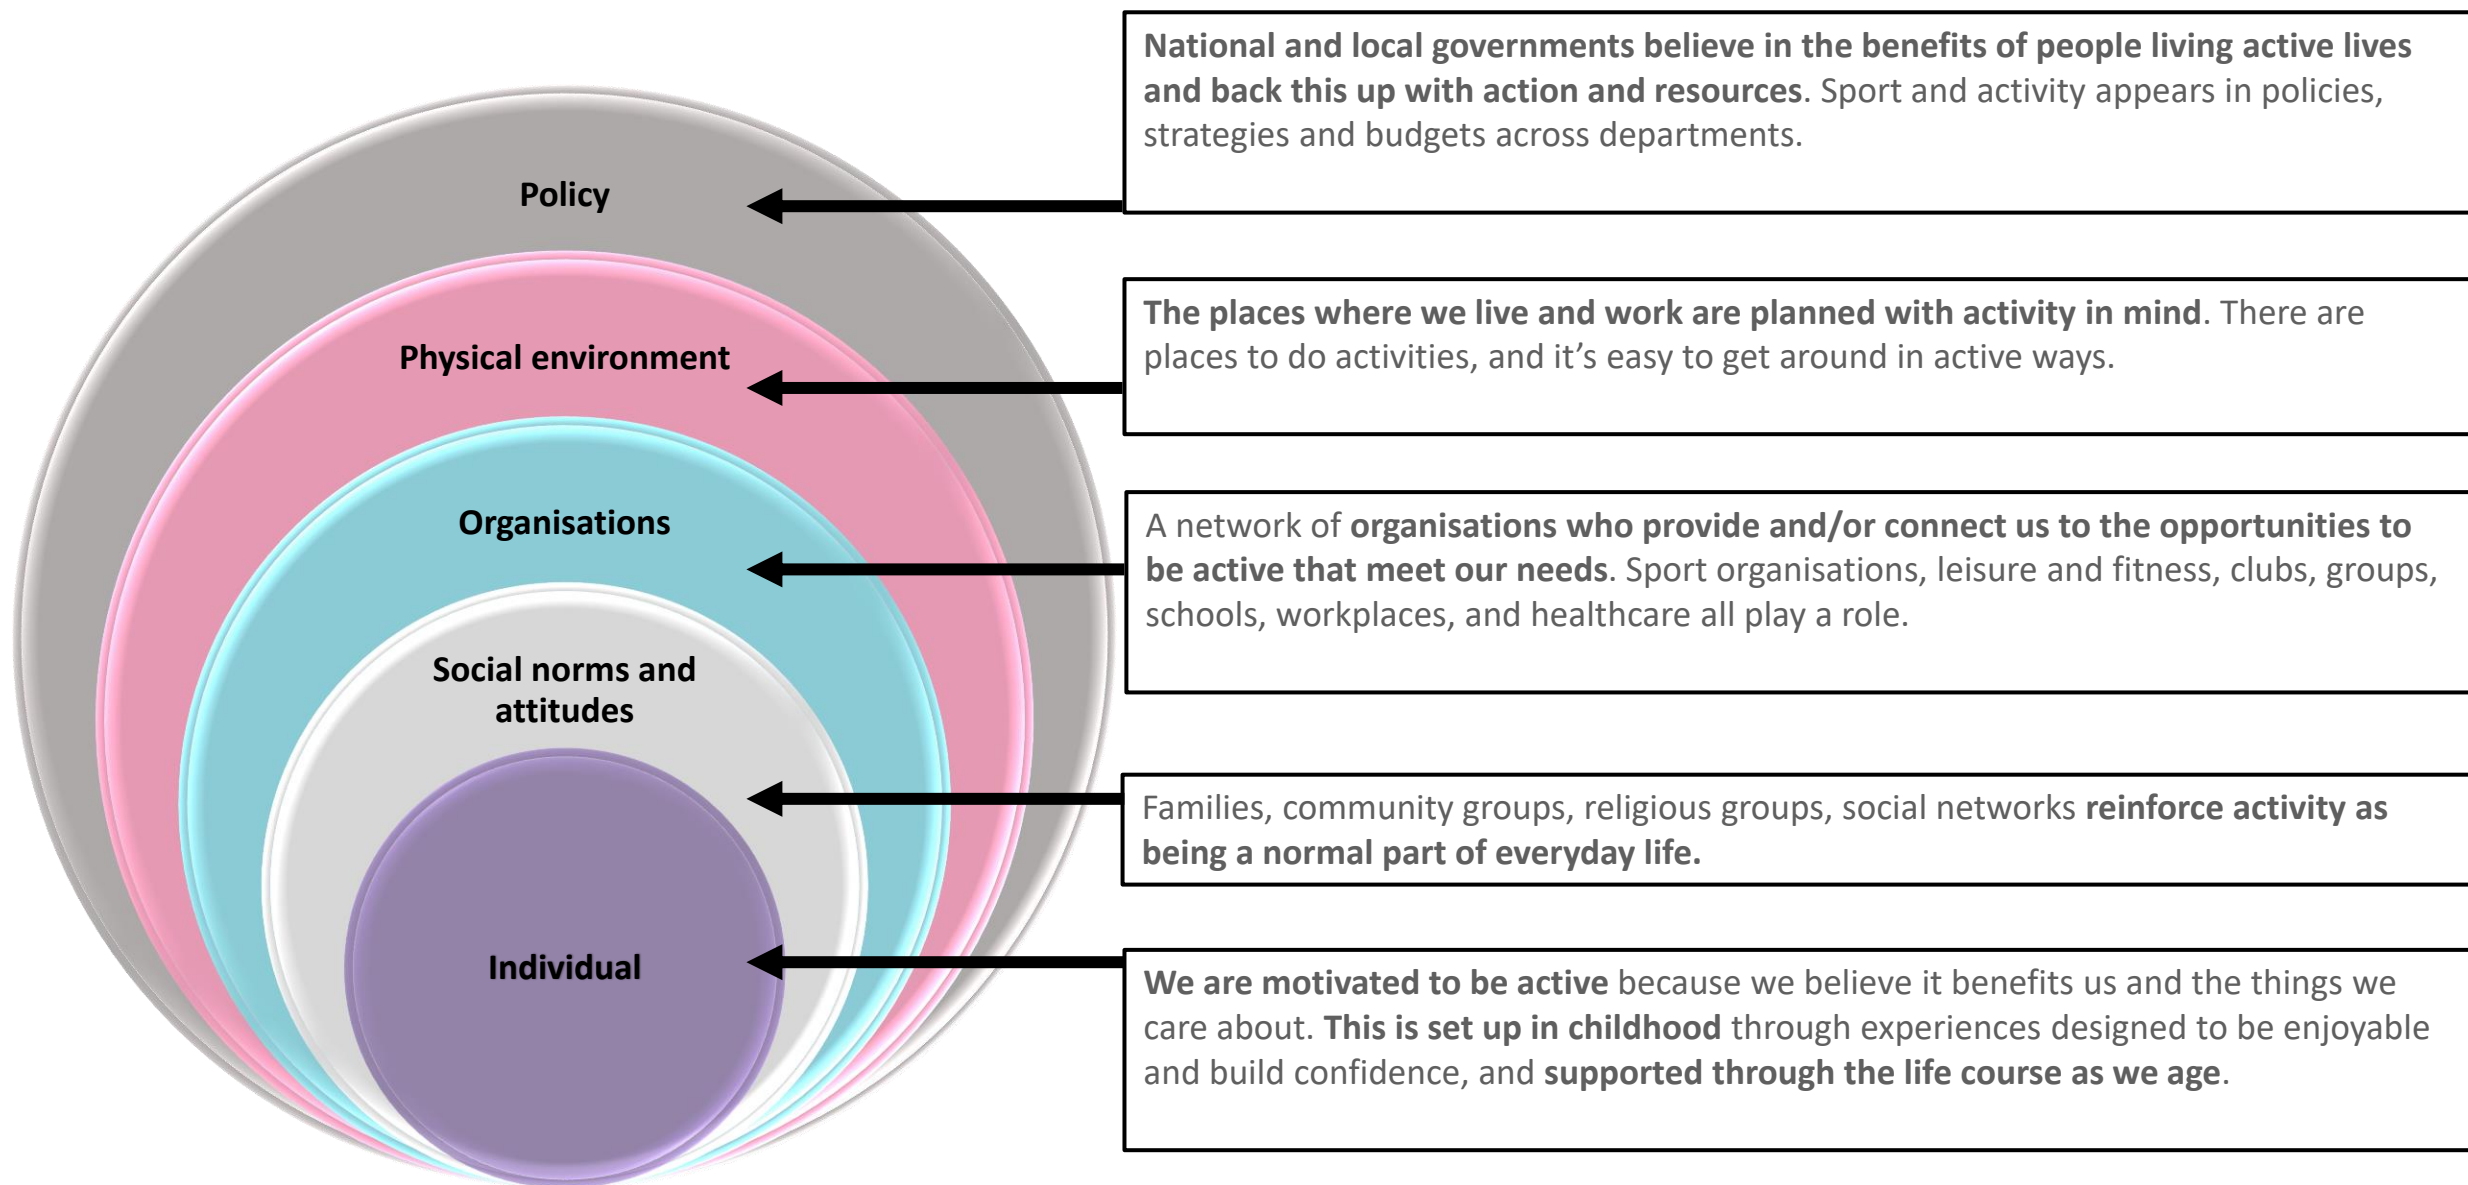 National and local governments believe in the benefits of people living active lives
and back this up with action and resources. Sport and activity appears in policies,
strategies and budgets across departments.
Policy
The places where we live and work are planned with activity in mind. There are
places to do activities, and it’s easy to get around in active ways.
Physical environment
A network of organisations who provide and/or connect us to the opportunities to
be active that meet our needs. Sport organisations, leisure and fitness, clubs, groups,
schools, workplaces, and healthcare all play a role.
Organisations
Social norms and
attitudes
Families, community groups, religious groups, social networks reinforce activity as
being a normal part of everyday life.
Individual
We are motivated to be active because we believe it benefits us and the things we
care about. This is set up in childhood through experiences designed to be enjoyable
and build confidence, and supported through the life course as we age.